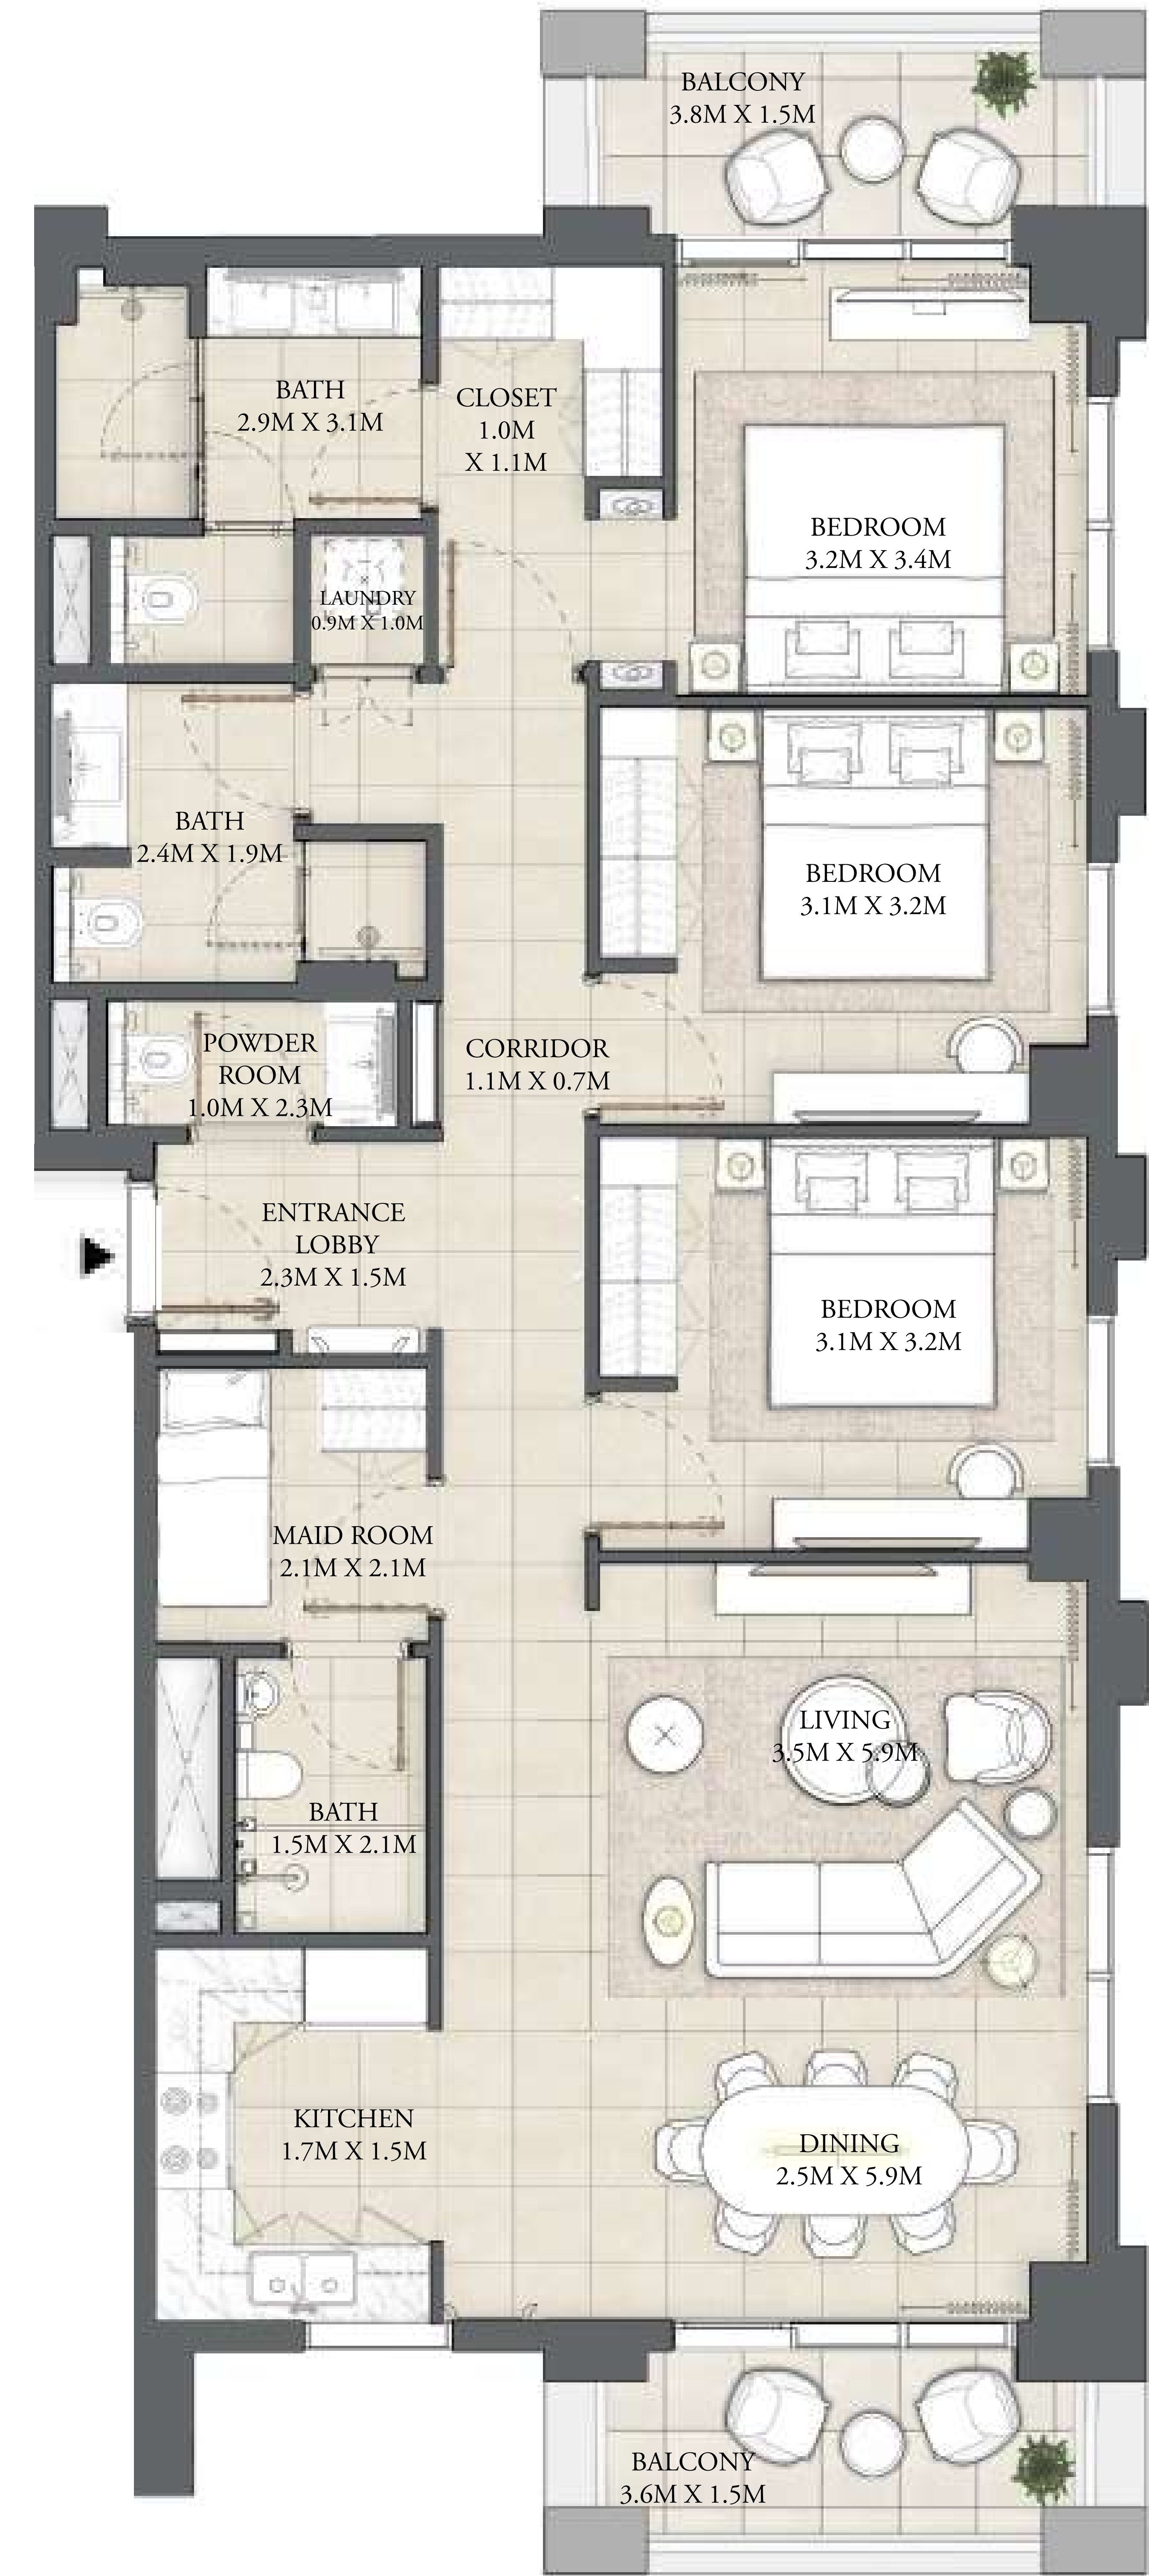 BALCONY
3.8M X 1.5M
BATH
2.9M X 3.1M
CLOSET
1.0M
X 1.1M
BEDROOM
3.2M X 3.4M
LAUNDRY
0.9M X 1.0M
BATH
2.4M X 1.9M
BEDROOM
3.1M X 3.2M
POWDER
ROOM
1.0M X 2.3M
CORRIDOR
1.1M X 0.7M
ENTRANCE
LOBBY
2.3M X 1.5M
BEDROOM
3.1M X 3.2M
MAID ROOM
2.1M X 2.1M
LIVING
3.5M X 5.9M
BATH
1.5M X 2.1M
KITCHEN
1.7M X 1.5M
DINING
2.5M X 5.9M
BALCONY
3.6M X 1.5M